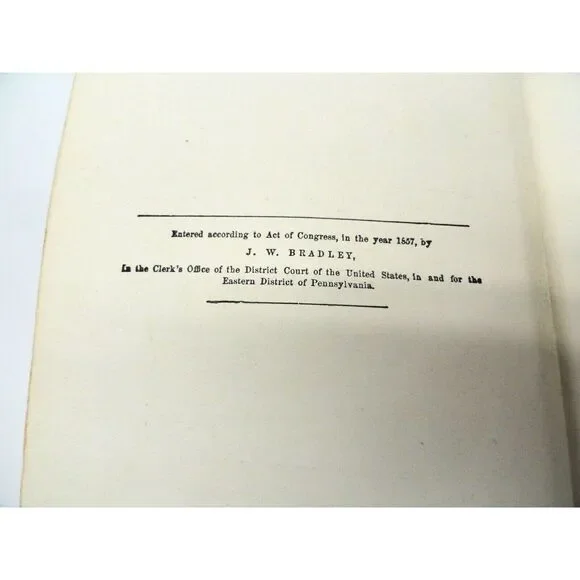 Entered according to Act of Congress, in the year 1857, by
J. W. BRADLEY,
In the Clerk's Office of the District Court of the United States, in and for the
Eastern District of Pennsylvania.